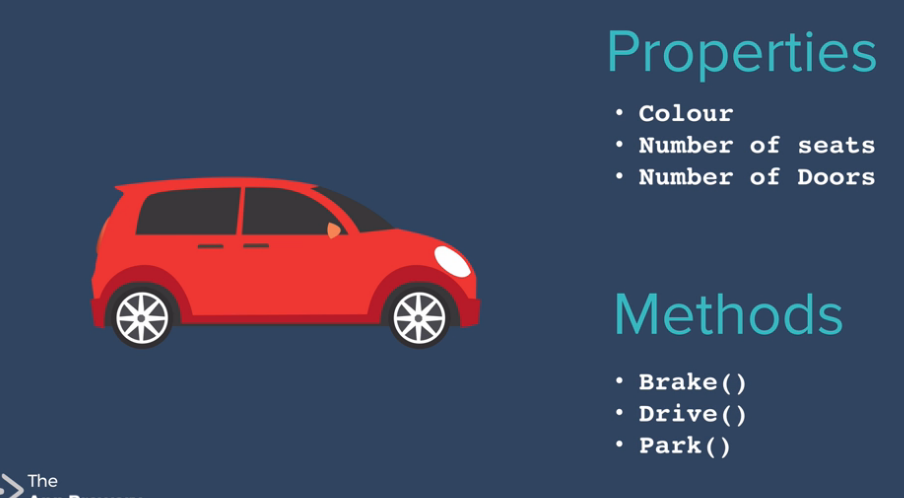 Properties
• Colour
• Number of seats
• Number of Doors
Methods
• Brake()
• Drive()
• Park()
The